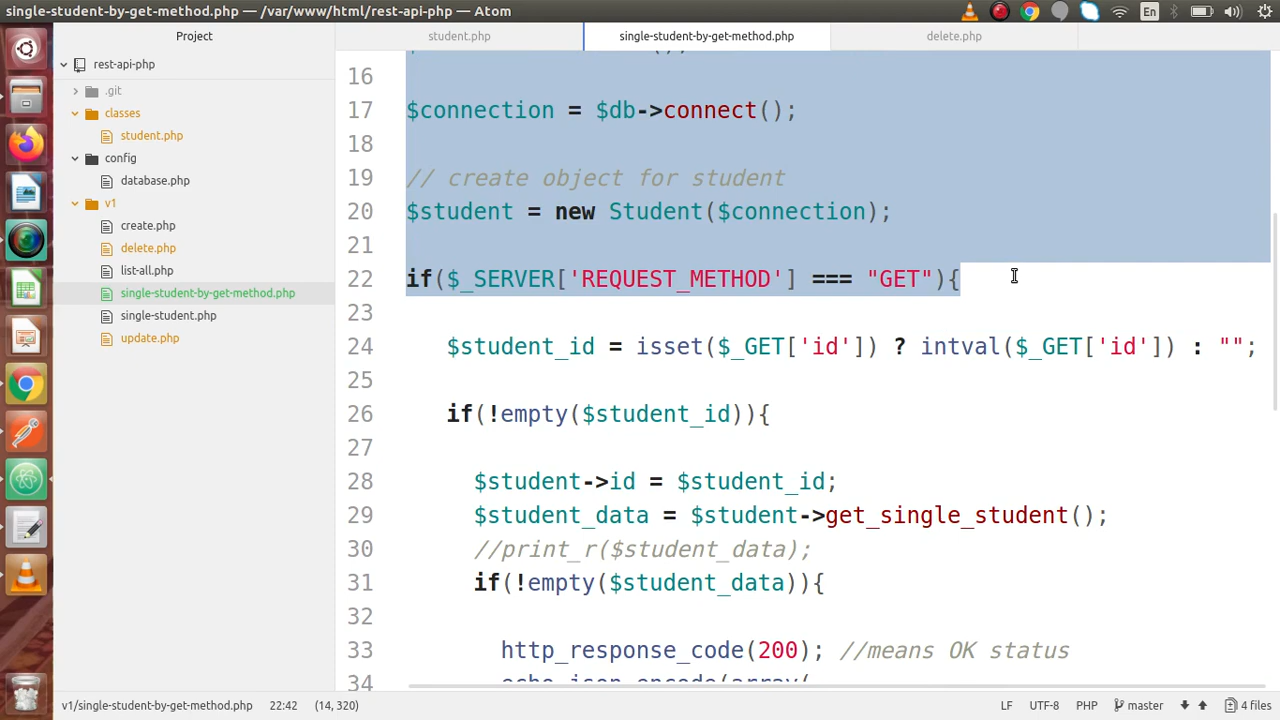 single-student-by-get-method.php — /var/www/html/rest-api-php — Atom
En
Project
student.php
single-student-by-get-method.php
delete.php
rest-api-php
.git
classes
student.php
config
database.php
v1
create.php
delete.php
list-all.php
single-student-by-get-method.php
single-student.php
update.php
16
17 $connection = $db->connect();
18
19 // create object for student
20 $student = new Student($connection);
21
22 if($_SERVER['REQUEST_METHOD'] === "GET"){
23
24 $student_id = isset($_GET['id']) ? intval($_GET['id']) : "";
25
26 if(!empty($student_id)){
27
28 $student->id = $student_id;
29 $student_data = $student->get_single_student();
30 //print_r($student_data);
31 if(!empty($student_data)){
32
33 http_response_code(200); //means OK status
34 echo json_encode(array(
v1/single-student-by-get-method.php 22:42 (14, 320) LF UTF-8 PHP master 4 files